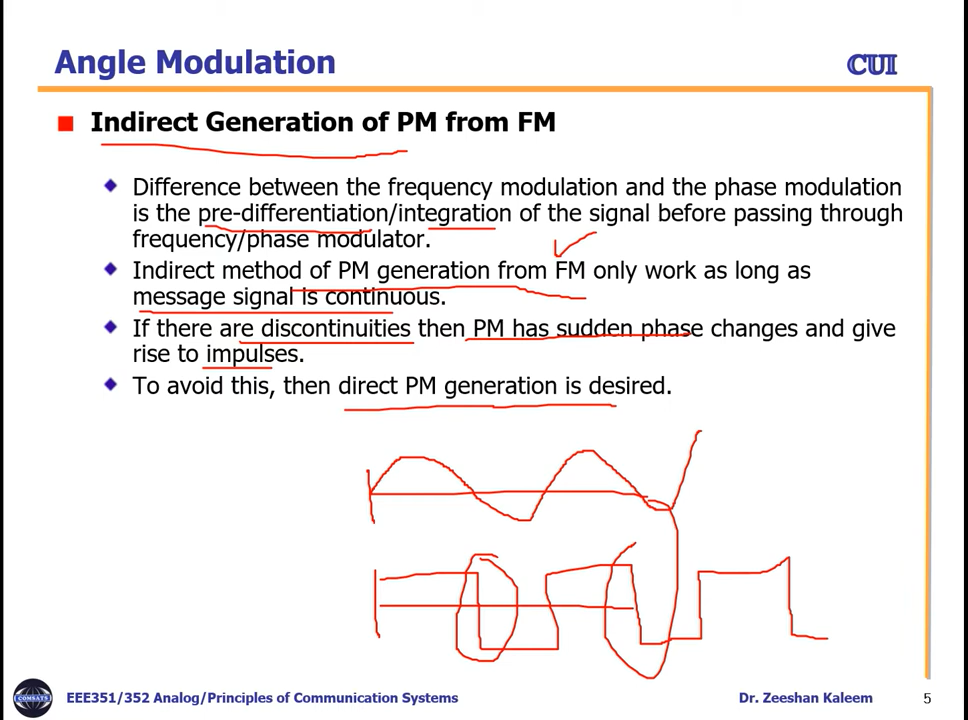 Angle Modulation
CUI
Indirect Generation of PM from FM
Difference between the frequency modulation and the phase modulation
is the pre-differentiation/integration of the signal before passing through
frequency/phase modulator.
Indirect method of PM generation from FM only work as long as
message signal is continuous.
If there are discontinuities then PM has sudden phase changes and give
rise to impulses.
To avoid this, then direct PM generation is desired.
COMSATS
EEE351/352 Analog/Principles of Communication Systems
Dr. Zeeshan Kaleem
5